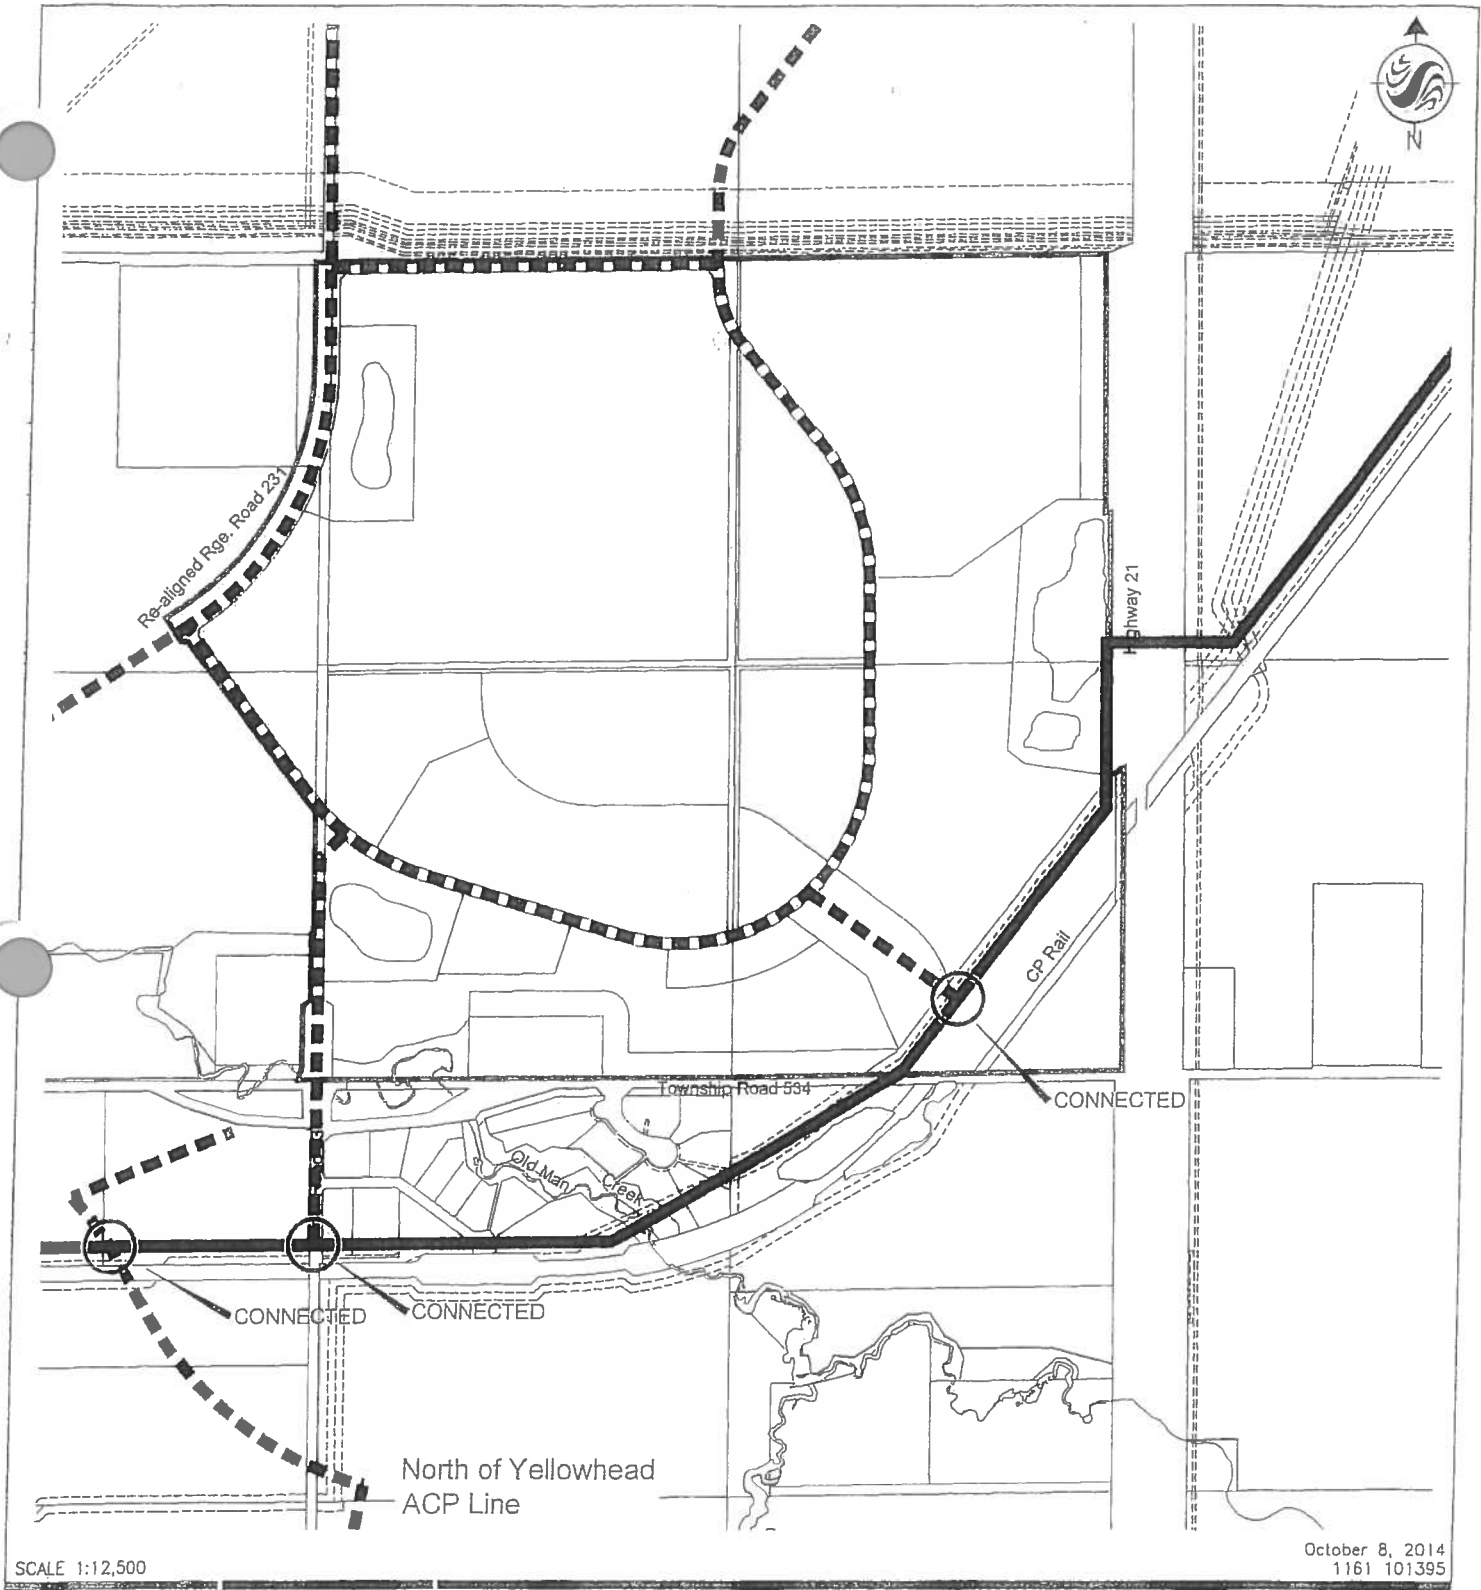 N
Re-aligned Rge. Road 231
Highway 21
CP Rail
Township Road 534
CONNECTED
Old Man
Creek
CONNECTED
CONNECTED
North of Yellowhead
ACP Line
SCALE 1:12,500
October 8, 2014
1161 101395